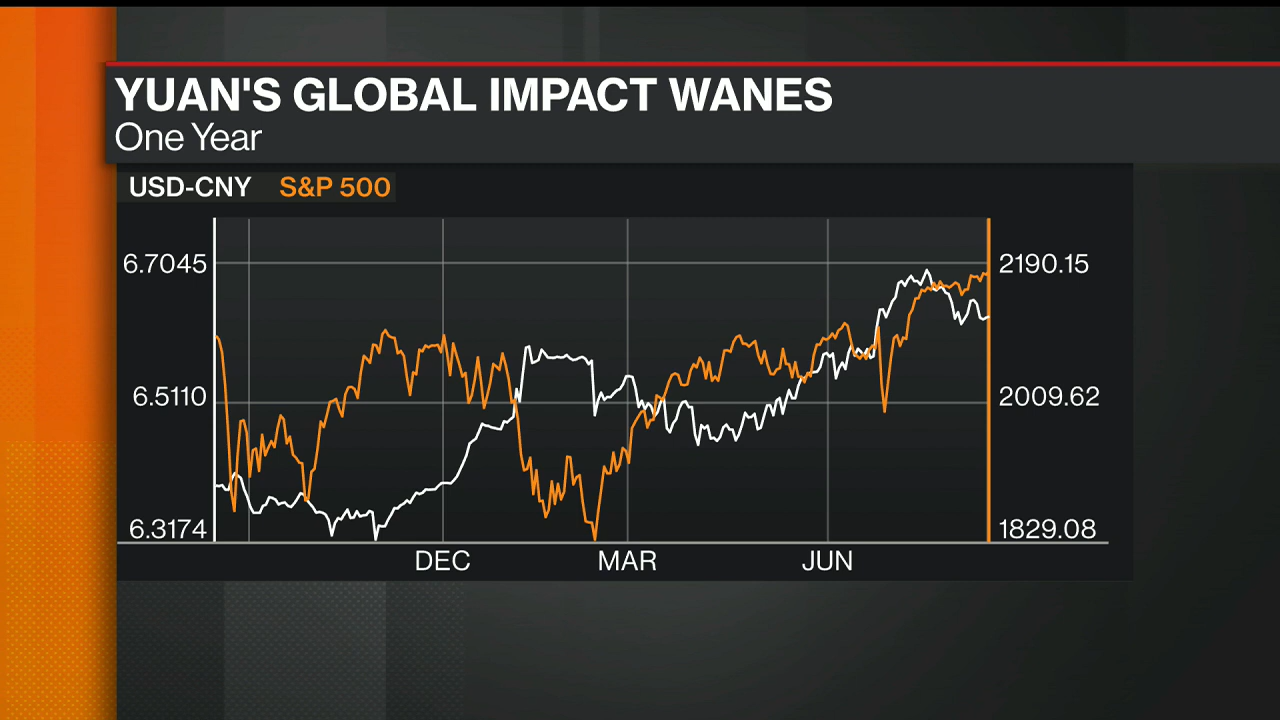 YUAN'S GLOBAL IMPACT WANES
One Year
USD-CNY S&P 500
6.7045 2190.15
6.5110 2009.62
6.3174 1829.08
DEC MAR JUN